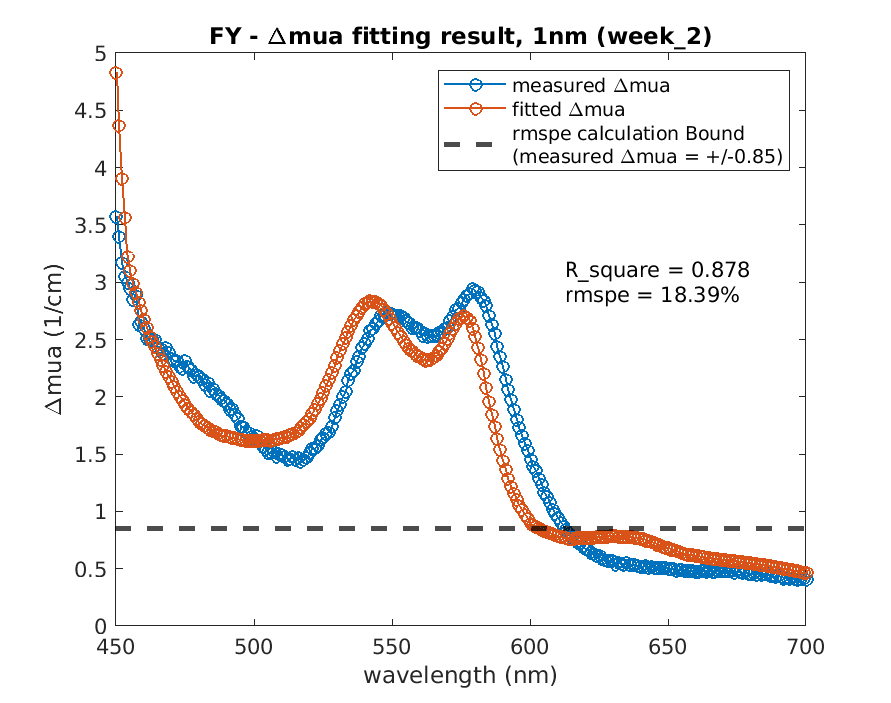 FY - Δmua fitting result, 1nm (week_2)
5
4.5
4
3.5
3
2.5
2
1.5
1
0.5
0
Δmua (1/cm)
measured Δmua
fitted Δmua
rmspe calculation Bound
(measured Δmua = +/-0.85)
R_square = 0.878
rmspe = 18.39%
450 500 550 600 650 700
wavelength (nm)